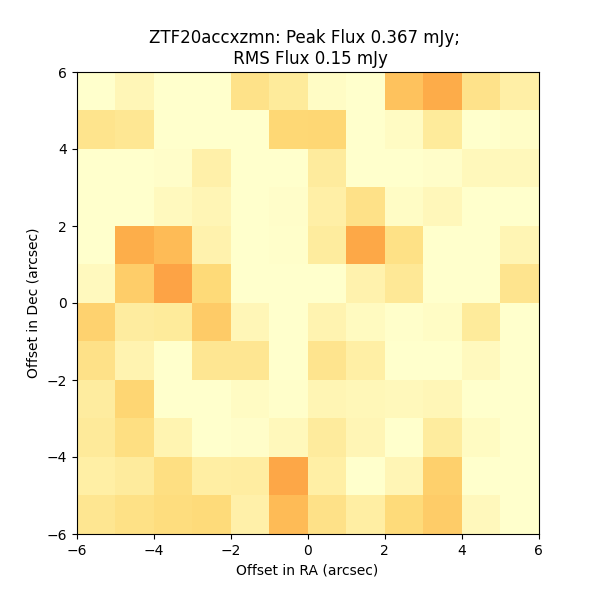 ZTF20accxzmn: Peak Flux 0.367 mJy;
RMS Flux 0.15 mJy
6
4
2
0
−2
−4
−6
Offset in Dec (arcsec)
−6 −4 −2 0 2 4 6
Offset in RA (arcsec)